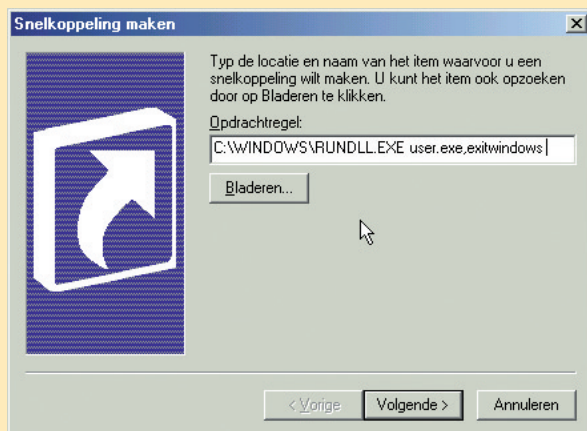 Snelkoppeling maken
Typ de locatie en naam van het item waarvoor u een
snelkoppeling wilt maken. U kunt het item ook opzoeken
door op Bladeren te klikken.
Opdrachtregel:
C:\WINDOWS\RUNDLL.EXE user.exe,exitwindows
Bladeren...
< Vorige
Volgende >
Annuleren